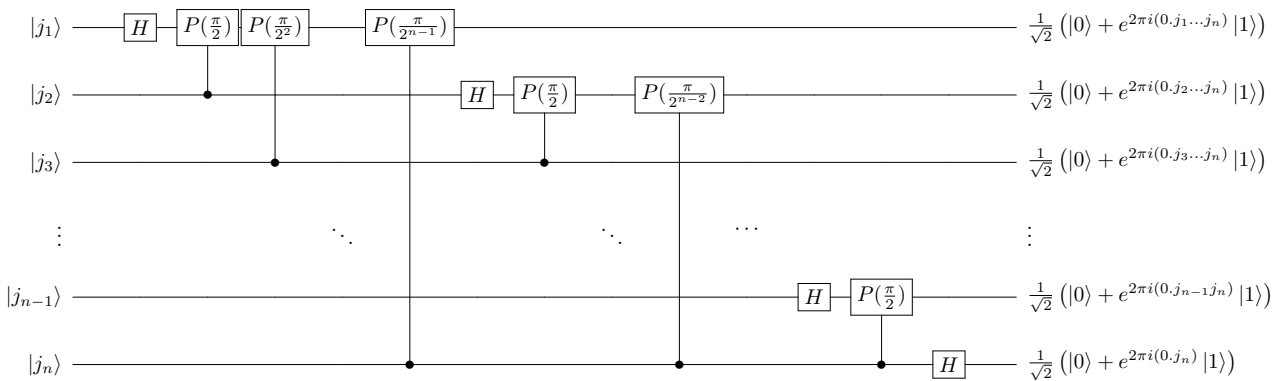 |j₁⟩ H P(π/2) P(π/2²) P(π/2ⁿ⁻¹) 1/√2 (|0⟩ + e^{2πi(0.j₁...jₙ)} |1⟩)
|j₂⟩ H P(π/2) P(π/2ⁿ⁻²) 1/√2 (|0⟩ + e^{2πi(0.j₂...jₙ)} |1⟩)
|j₃⟩ 1/√2 (|0⟩ + e^{2πi(0.j₃...jₙ)} |1⟩)
⋮ ⋱ ⋱ ⋯ ⋮
|jₙ₋₁⟩ H P(π/2) 1/√2 (|0⟩ + e^{2πi(0.jₙ₋₁jₙ)} |1⟩)
|jₙ⟩ H 1/√2 (|0⟩ + e^{2πi(0.jₙ)} |1⟩)